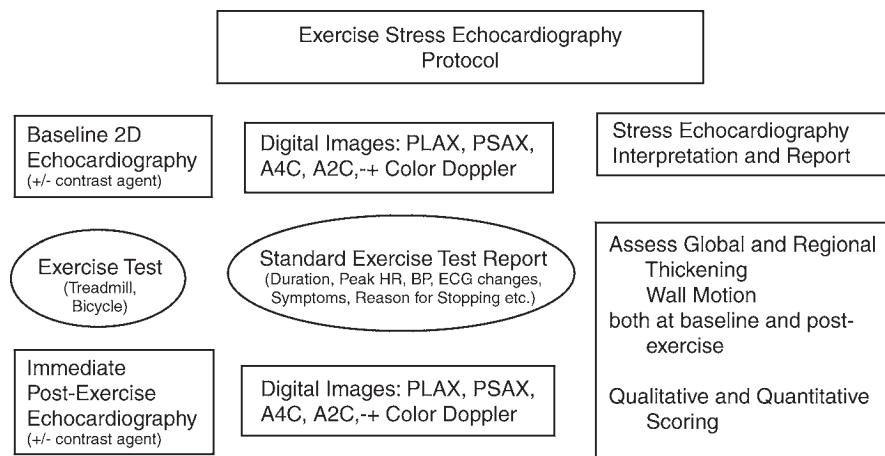 Exercise Stress Echocardiography
Protocol
Baseline 2D
Echocardiography
(+/- contrast agent)
Digital Images: PLAX, PSAX,
A4C, A2C,-+ Color Doppler
Stress Echocardiography
Interpretation and Report
Exercise Test
(Treadmill,
Bicycle)
Standard Exercise Test Report
(Duration, Peak HR, BP, ECG changes,
Symptoms, Reason for Stopping etc.)
Assess Global and Regional
Thickening
Wall Motion
both at baseline and post-
exercise
Qualitative and Quantitative
Scoring
Immediate
Post-Exercise
Echocardiography
(+/- contrast agent)
Digital Images: PLAX, PSAX,
A4C, A2C,-+ Color Doppler